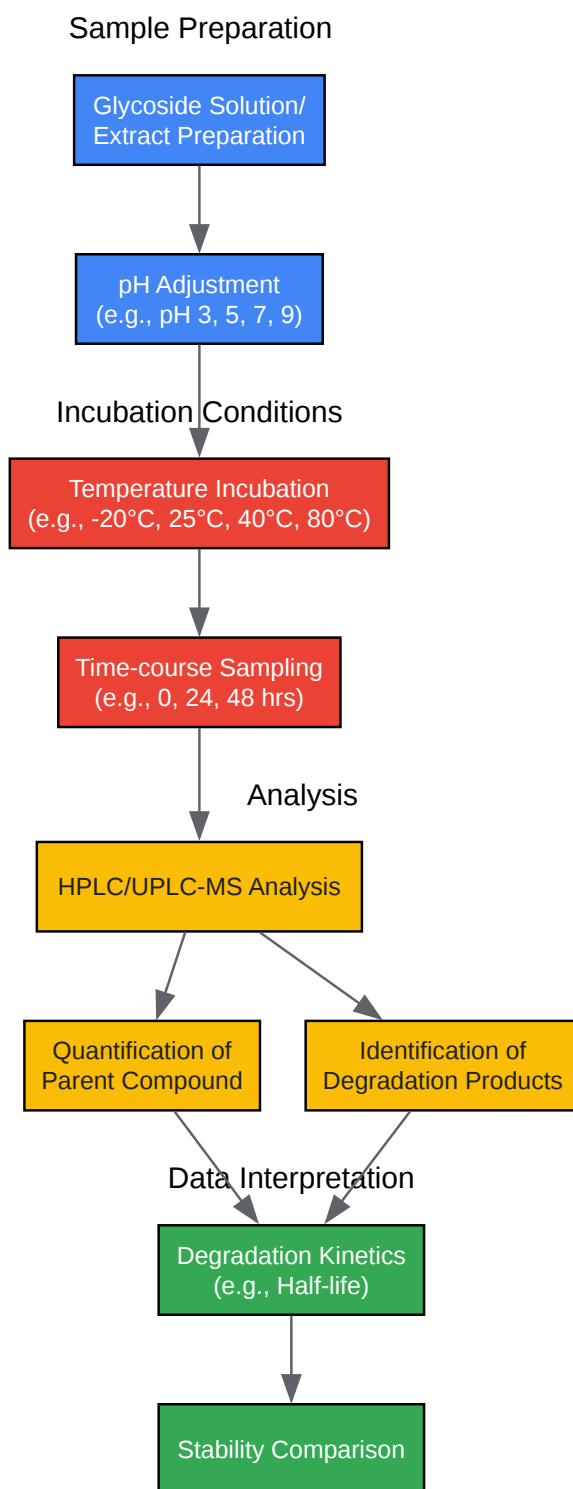 Sample Preparation
Glycoside Solution/
Extract Preparation
pH Adjustment
(e.g., pH 3, 5, 7, 9)
Incubation Conditions
Temperature Incubation
(e.g., -20°C, 25°C, 40°C, 80°C)
Time-course Sampling
(e.g., 0, 24, 48 hrs)
Analysis
HPLC/UPLC-MS Analysis
Quantification of
Parent Compound
Identification of
Degradation Products
Data Interpretation
Degradation Kinetics
(e.g., Half-life)
Stability Comparison